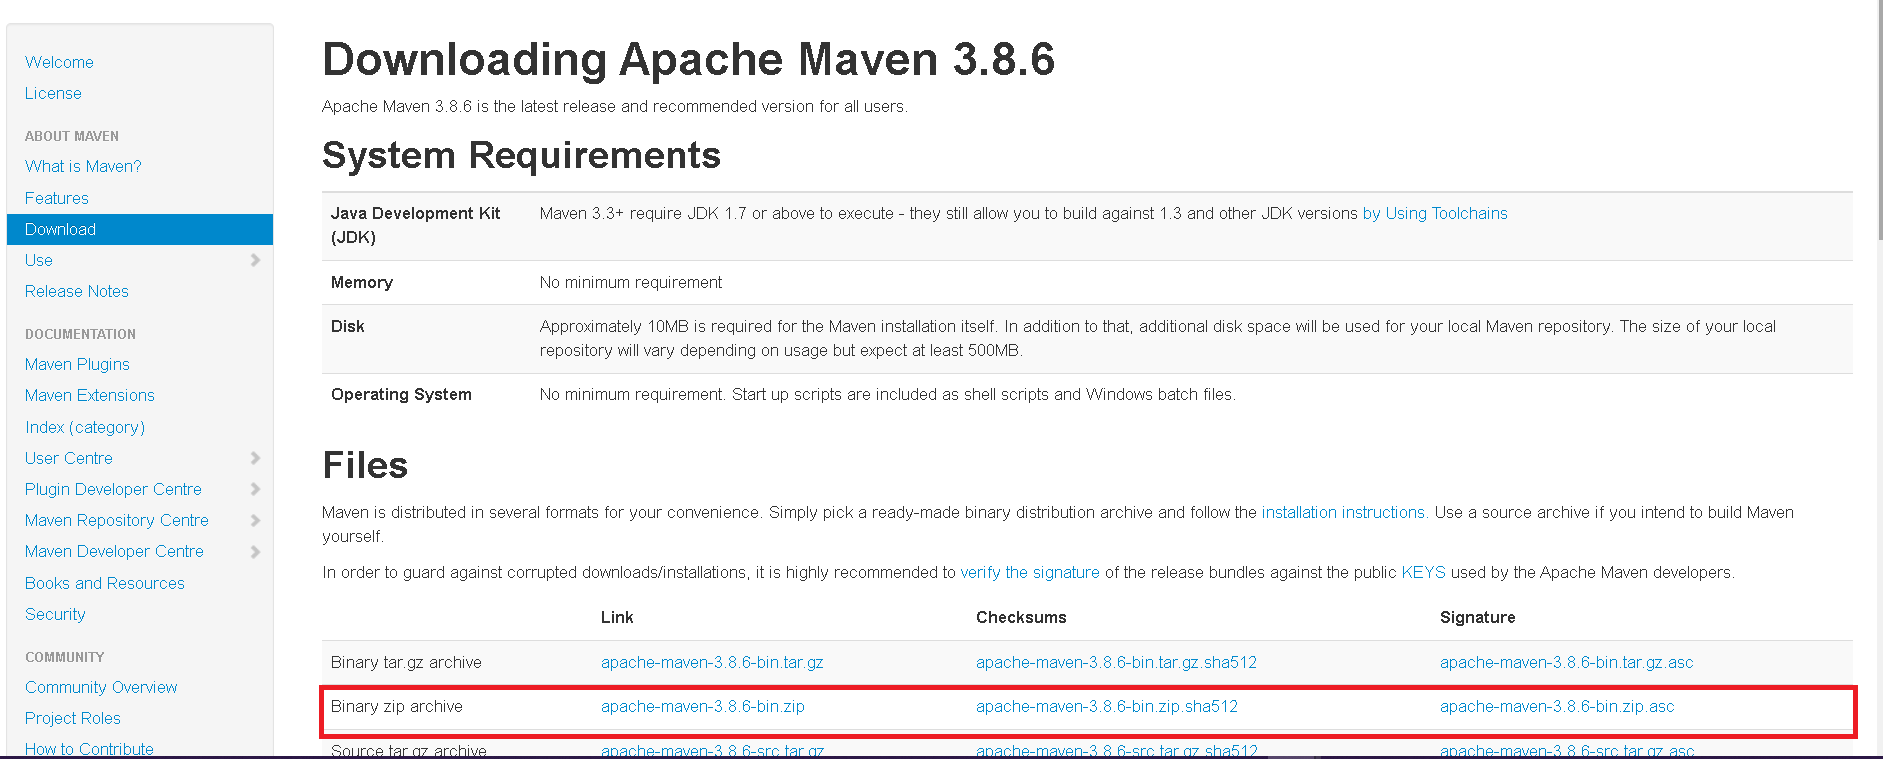 Welcome
License
ABOUT MAVEN
What is Maven?
Features
Download
Use
Release Notes
DOCUMENTATION
Maven Plugins
Maven Extensions
Index (category)
User Centre
Plugin Developer Centre
Maven Repository Centre
Maven Developer Centre
Books and Resources
Security
COMMUNITY
Community Overview
Project Roles
How to Contribute
Downloading Apache Maven 3.8.6
Apache Maven 3.8.6 is the latest release and recommended version for all users.
System Requirements
Java Development Kit Maven 3.3+ require JDK 1.7 or above to execute - they still allow you to build against 1.3 and other JDK versions by Using Toolchains
(JDK)
Memory No minimum requirement
Disk Approximately 10MB is required for the Maven installation itself. In addition to that, additional disk space will be used for your local Maven repository. The size of your local
repository will vary depending on usage but expect at least 500MB.
Operating System No minimum requirement. Start up scripts are included as shell scripts and Windows batch files.
Files
Maven is distributed in several formats for your convenience. Simply pick a ready-made binary distribution archive and follow the installation instructions. Use a source archive if you intend to build Maven
yourself.
In order to guard against corrupted downloads/installations, it is highly recommended to verify the signature of the release bundles against the public KEYS used by the Apache Maven developers.
Link Checksums Signature
Binary tar.gz archive apache-maven-3.8.6-bin.tar.gz apache-maven-3.8.6-bin.tar.gz.sha512 apache-maven-3.8.6-bin.tar.gz.asc
Binary zip archive apache-maven-3.8.6-bin.zip apache-maven-3.8.6-bin.zip.sha512 apache-maven-3.8.6-bin.zip.asc
Source tar.gz archive apache-maven-3.8.6-src.tar.gz apache-maven-3.8.6-src.tar.gz.sha512 apache-maven-3.8.6-src.tar.gz.asc